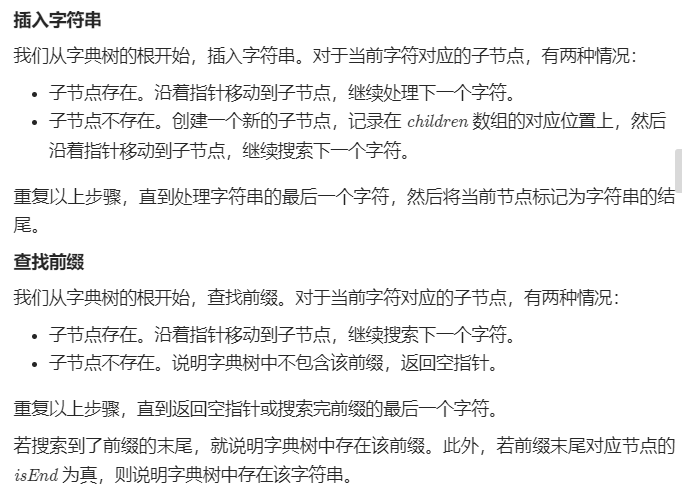 插入字符串
我们从字典树的根开始，插入字符串。对于当前字符对应的子节点，有两种情况：
• 子节点存在。沿着指针移动到子节点，继续处理下一个字符。
• 子节点不存在。创建一个新的子节点，记录在 children 数组的对应位置上，然后
沿着指针移动到子节点，继续搜索下一个字符。
重复以上步骤，直到处理字符串的最后一个字符，然后将当前节点标记为字符串的结
尾。
查找前缀
我们从字典树的根开始，查找前缀。对于当前字符对应的子节点，有两种情况：
• 子节点存在。沿着指针移动到子节点，继续搜索下一个字符。
• 子节点不存在。说明字典树中不包含该前缀，返回空指针。
重复以上步骤，直到返回空指针或搜索完前缀的最后一个字符。
若搜索到了前缀的末尾，就说明字典树中存在该前缀。此外，若前缀末尾对应节点的
isEnd 为真，则说明字典树中存在该字符串。